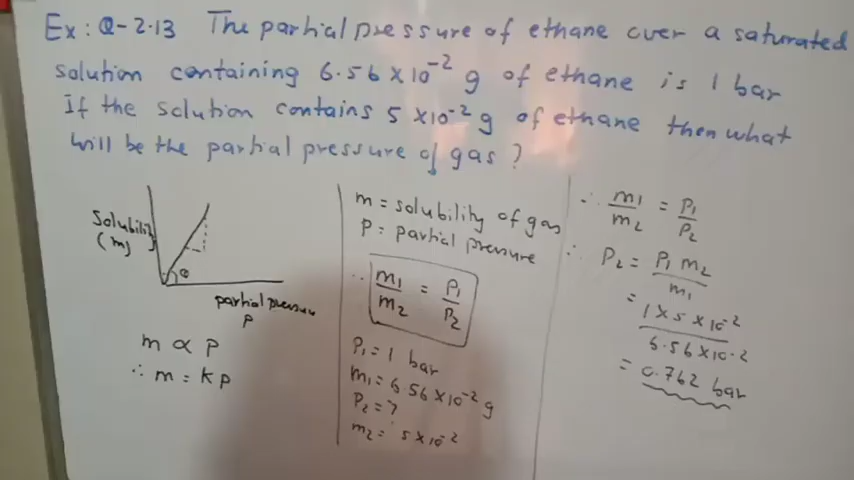 Ex: Q-2.13 The partial pressure of ethane over a saturated
solution containing 6.56 × 10⁻² g of ethane is 1 bar
If the solution contains 5 × 10⁻² g of ethane then what
will be the partial pressure of gas ?
Solubility
(m)
θ
partial pressure
P
m ∝ p
∴ m = kp
m = solubility of gas
P = partial pressure
∴ m₁/m₂ = P₁/P₂
P₁ = 1 bar
m₁ = 6.56 × 10⁻² g
P₂ = ?
m₂ = 5 × 10⁻²
∴ m₁/m₂ = P₁/P₂
∴ P₂ = P₁ m₂/m₁
= 1 × 5 × 10⁻²
6.56 × 10⁻²
= 0.762 bar